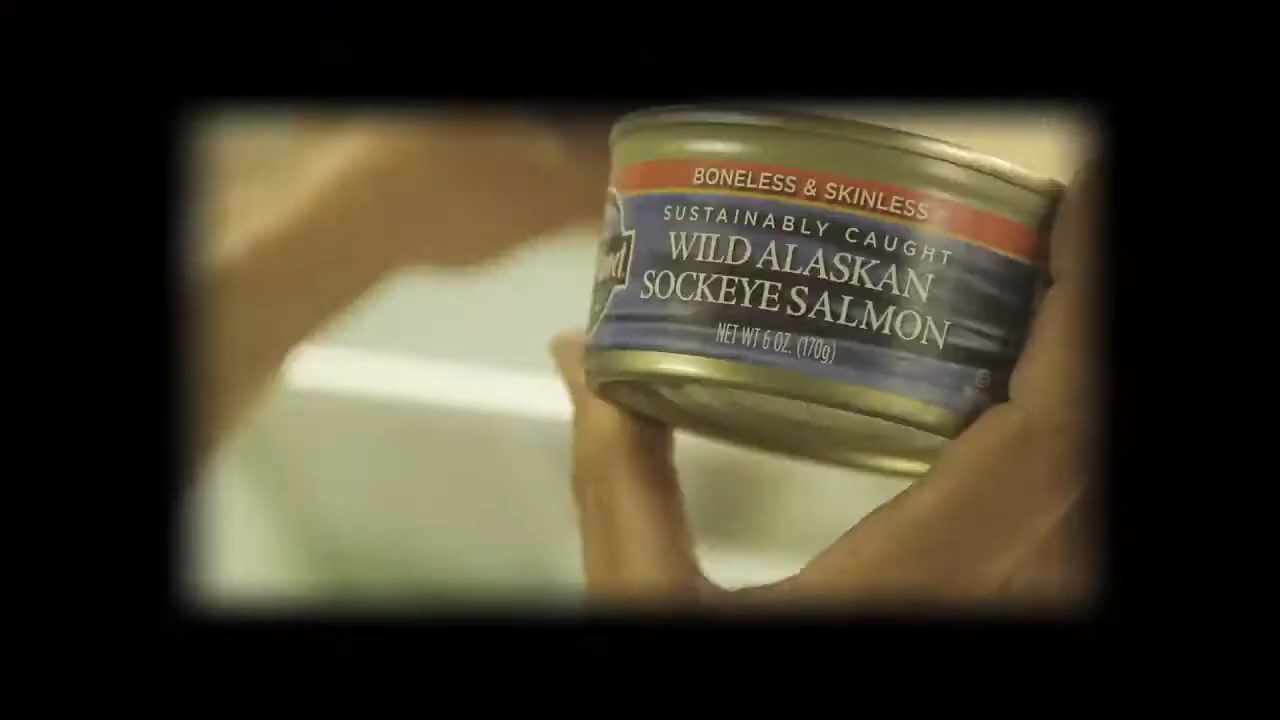 BONELESS & SKINLESS
SUSTAINABLY CAUGHT
WILD ALASKAN
SOCKEYE SALMON
NET WT 6 OZ. (170g)